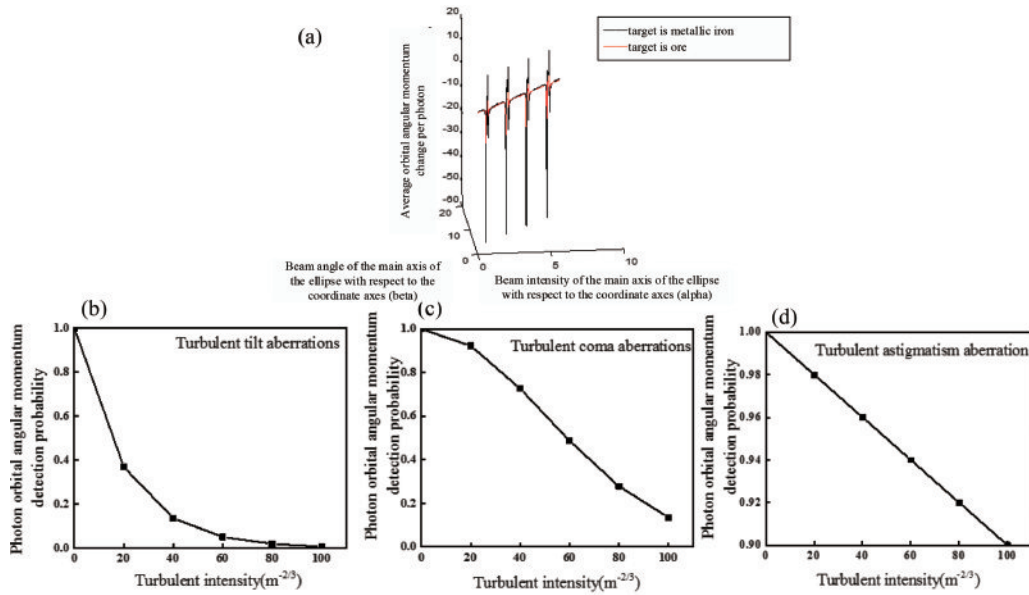 (a)
20
20
10
0
-10
-20
-30
-40
-50
-60
20
10
0
0
5
10
Average orbital angular momentum
change per photon
target is metallic iron
target is ore
Beam angle of the main axis of
the ellipse with respect to the
coordinate axes (beta)
Beam intensity of the main axis of the ellipse
with respect to the coordinate axes (alpha)
(b)
Turbulent tilt aberrations
Photon orbital angular momentum
detection probability
1.0
0.8
0.6
0.4
0.2
0.0
0 20 40 60 80 100
Turbulent intensity(m-2/3)
(c)
Turbulent coma aberrations
Photon orbital angular momentum
detection probability
1.0
0.8
0.6
0.4
0.2
0.0
0 20 40 60 80 100
Turbulent intensity(m-2/3)
(d)
Turbulent astigmatism aberration
Photon orbital angular momentum
detection probability
1.00
0.98
0.96
0.94
0.92
0.90
0 20 40 60 80 100
Turbulent intensity(m-2/3)